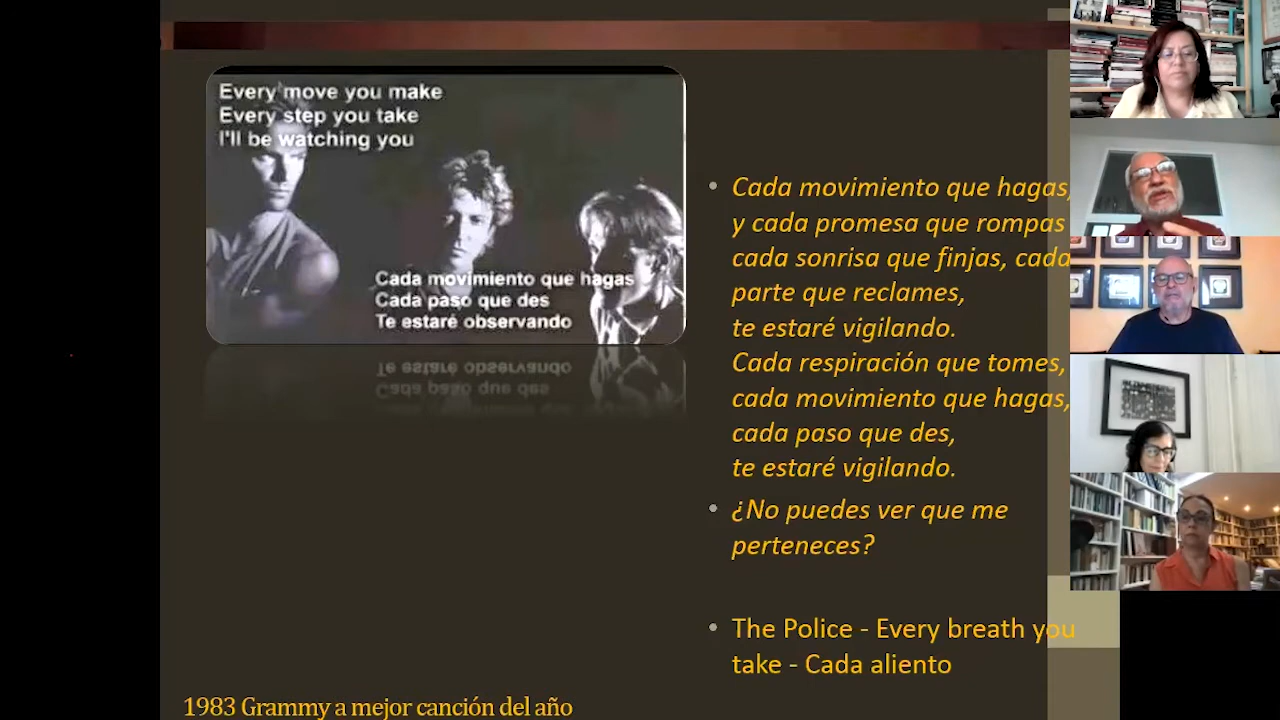 Every move you make
Every step you take
I'll be watching you
Cada movimiento que hagas
Cada paso que des
Te estaré observando
• Cada movimiento que hagas,
y cada promesa que rompas
cada sonrisa que finjas, cada
parte que reclames,
te estaré vigilando.
Cada respiración que tomes,
cada movimiento que hagas,
cada paso que des,
te estaré vigilando.
• ¿No puedes ver que me
perteneces?
• The Police - Every breath you
take - Cada aliento
1983 Grammy a mejor canción del año